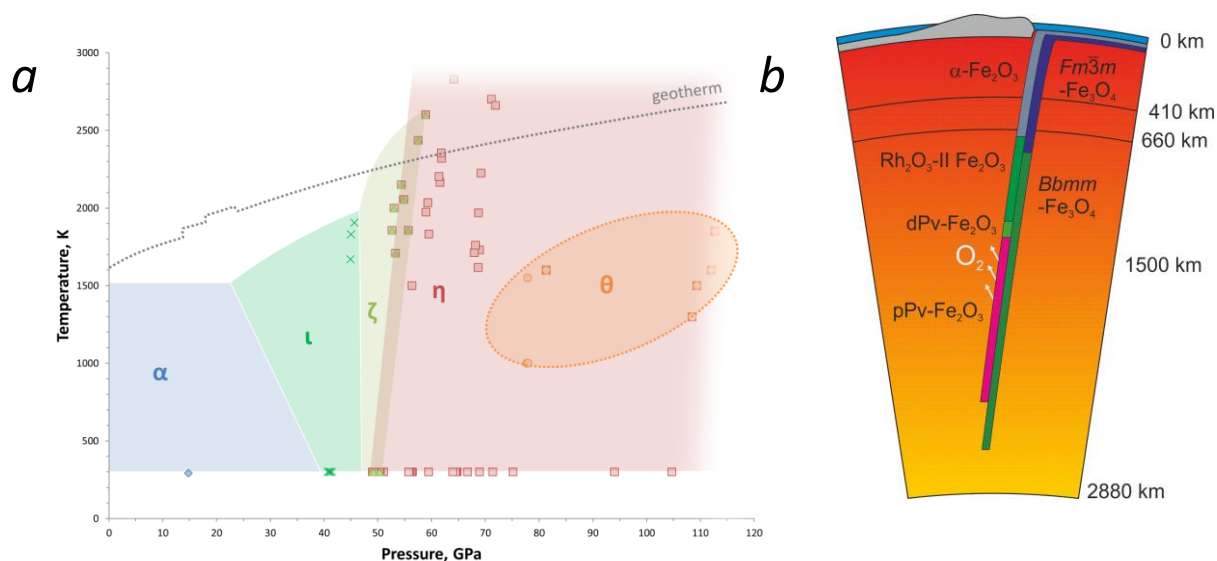 a
3000
2500
2000
1500
1000
500
0
Temperature, K
0 10 20 30 40 50 60 70 80 90 100 110 120
Pressure, GPa
geotherm
α
ι
ζ
η
θ
b
0 km
410 km
660 km
1500 km
2880 km
α-Fe₂O₃
Fm3̅m
-Fe₃O₄
Rh₂O₃-II Fe₂O₃
Bbmm
-Fe₃O₄
dPv-Fe₂O₃
O₂
pPv-Fe₂O₃